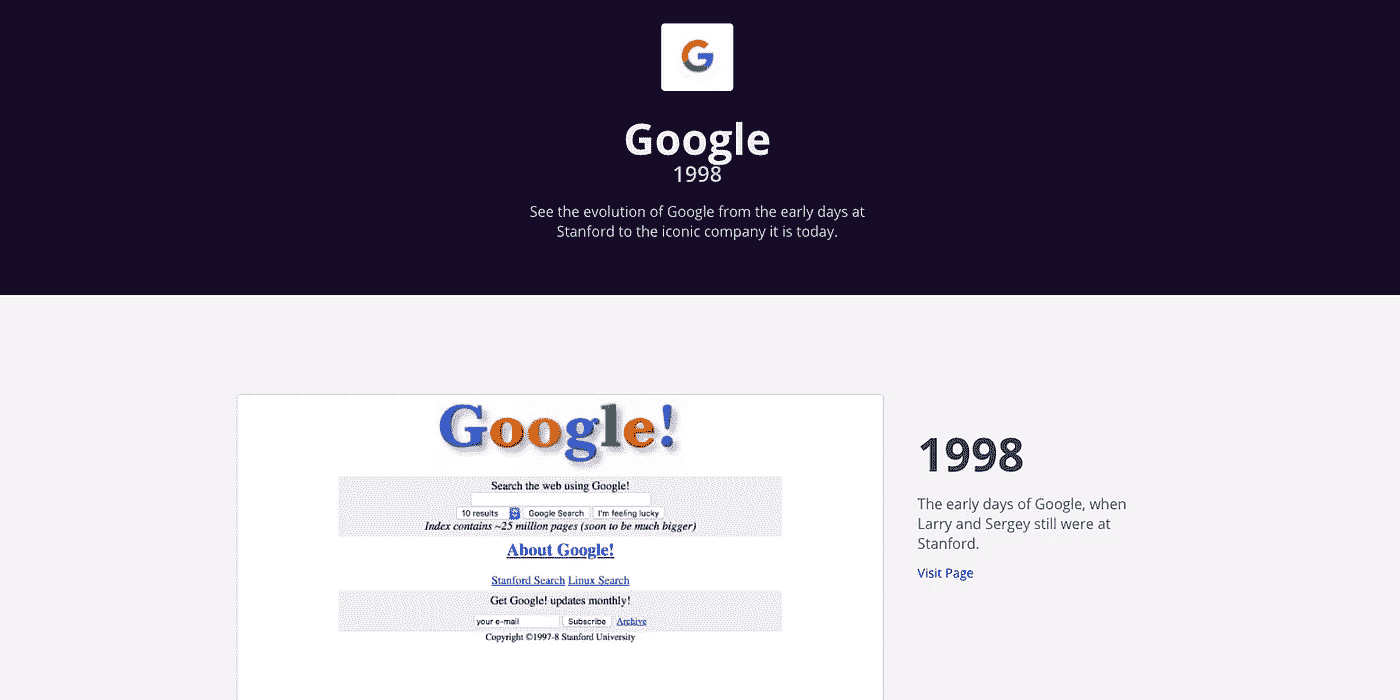 G
Google
1998
See the evolution of Google from the early days at
Stanford to the iconic company it is today.
Google!
Search the web using Google!
10 results Google Search I'm feeling lucky
Index contains ~25 million pages (soon to be much bigger)
About Google!
Stanford Search Linux Search
Get Google! updates monthly!
your e-mail Subscribe Archive
Copyright ©1997-8 Stanford University
1998
The early days of Google, when
Larry and Sergey still were at
Stanford.
Visit Page